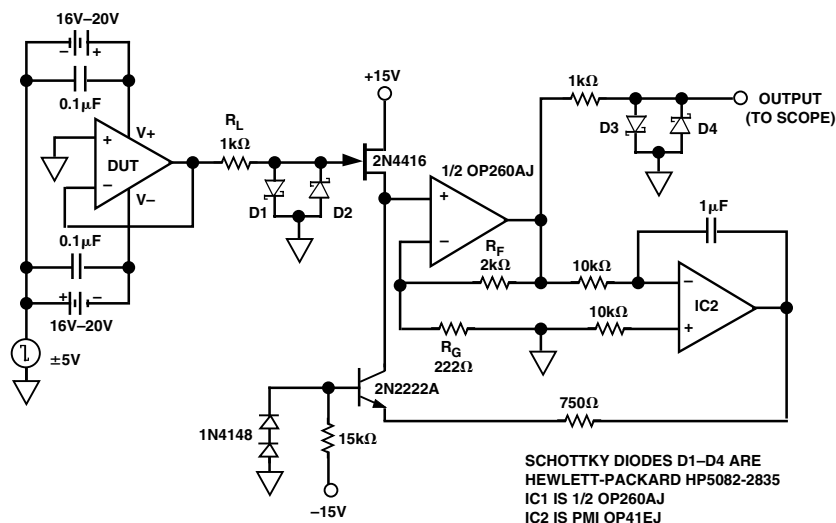 16V–20V
– +
0.1µF
V+
+
DUT
–
V–
0.1µF
+ –
16V–20V
±5V
RL
1kΩ
D1
D2
+15V
2N4416
1/2 OP260AJ
+
–
RF
2kΩ
RG
222Ω
1kΩ
D3
D4
OUTPUT
(TO SCOPE)
1µF
10kΩ
10kΩ
–
IC2
+
750Ω
2N2222A
1N4148
15kΩ
–15V
SCHOTTKY DIODES D1–D4 ARE
HEWLETT-PACKARD HP5082-2835
IC1 IS 1/2 OP260AJ
IC2 IS PMI OP41EJ